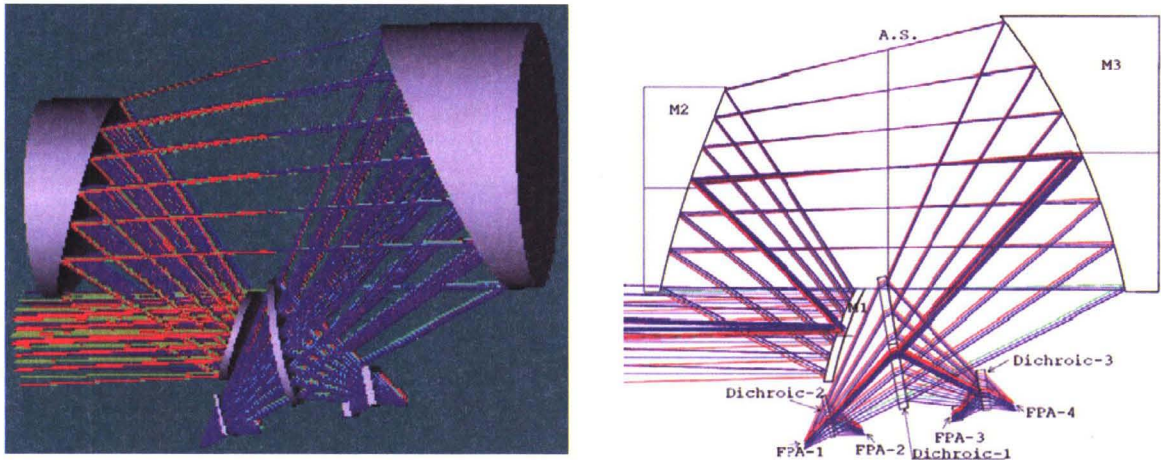 A.S.
M3
M2
M1
Dichroic-3
Dichroic-2
FPA-4
FPA-3
FPA-1
FPA-2
Dichroic-1